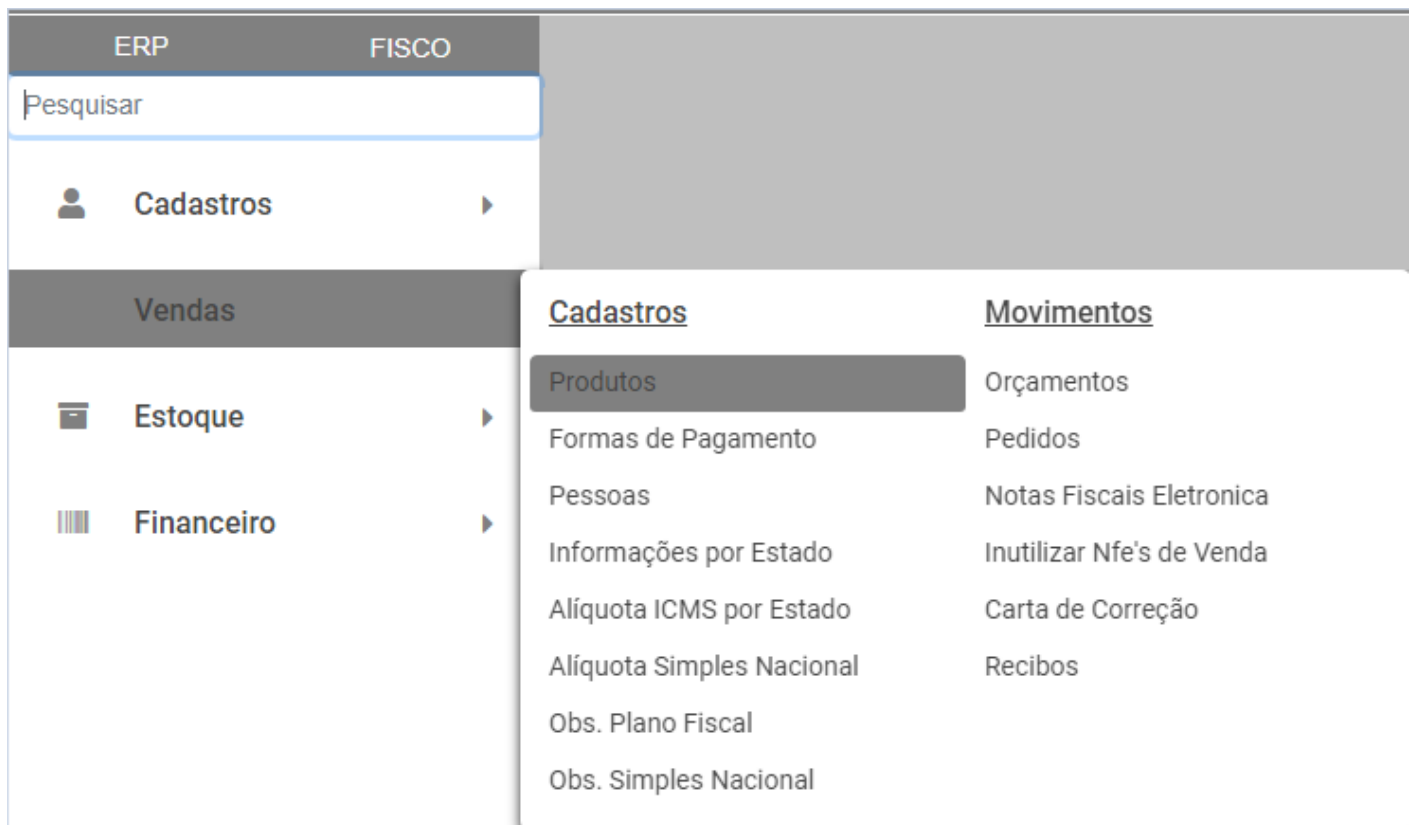 ERP FISCO
Pesquisar
Cadastros
Vendas
Estoque
Financeiro
Cadastros
Produtos
Formas de Pagamento
Pessoas
Informações por Estado
Alíquota ICMS por Estado
Alíquota Simples Nacional
Obs. Plano Fiscal
Obs. Simples Nacional
Movimentos
Orçamentos
Pedidos
Notas Fiscais Eletronica
Inutilizar Nfe's de Venda
Carta de Correção
Recibos